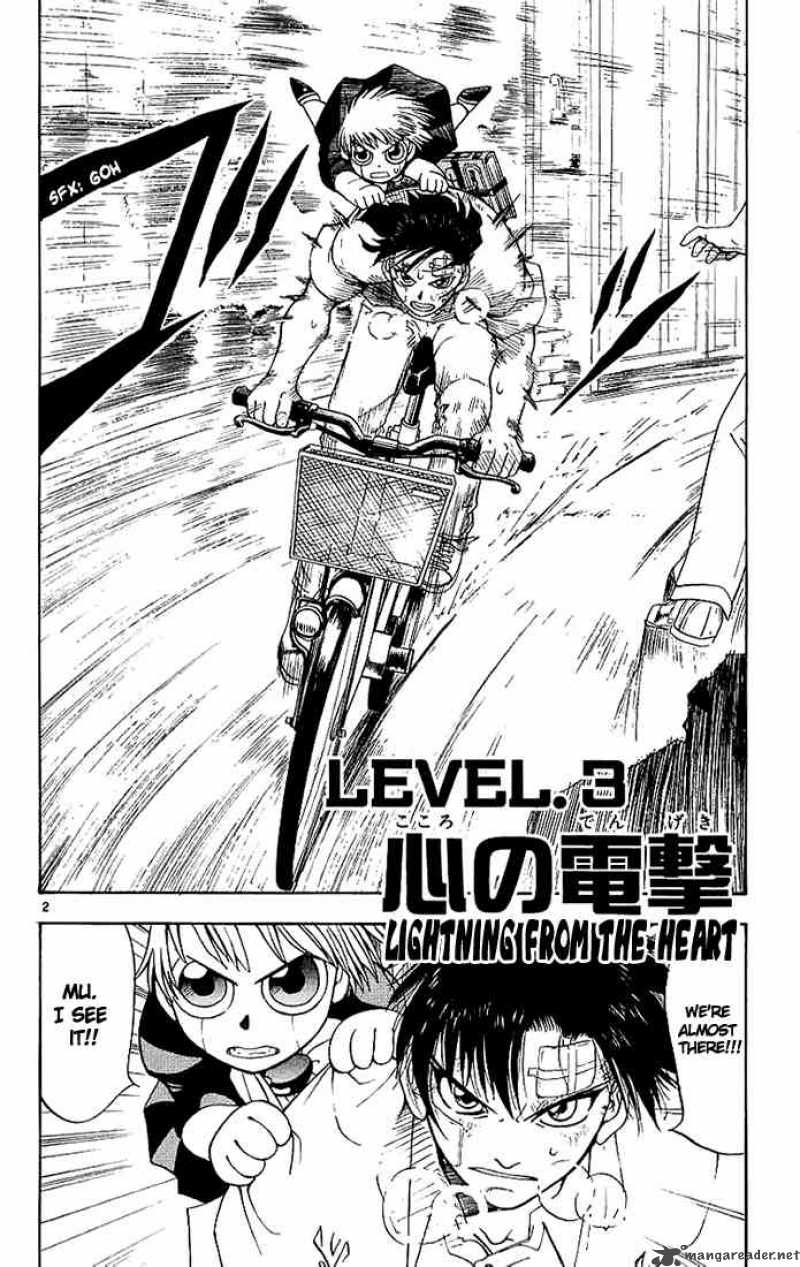 SFX: GOH
ゴ
LEVEL. 3
こころ でんげき
心の電撃
LIGHTNING FROM THE HEART
2
MU.
I SEE
IT!!
WE'RE
ALMOST
THERE!!!
mangareader.net